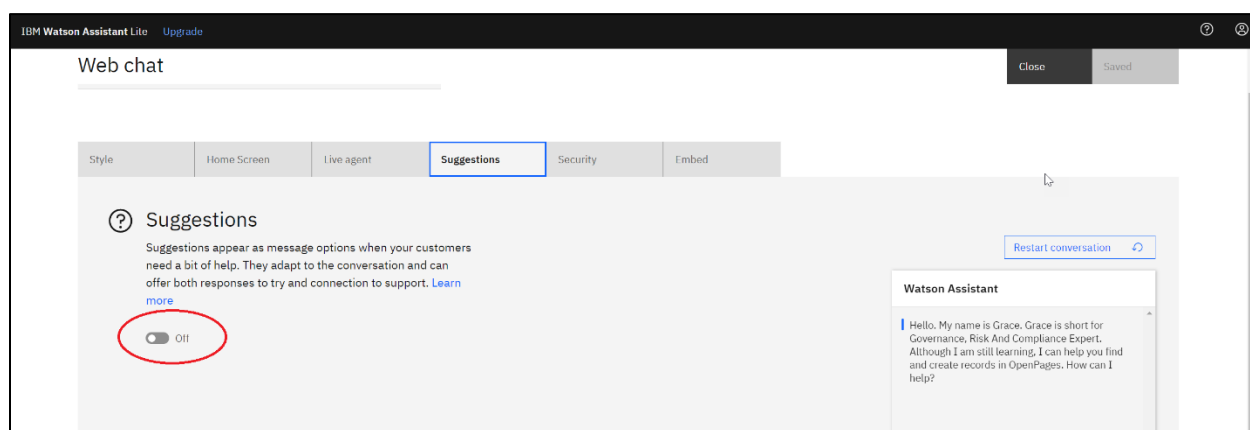 IBM Watson Assistant Lite Upgrade
Web chat
Close Saved
Style Home Screen Live agent Suggestions Security Embed
Suggestions
Suggestions appear as message options when your customers
need a bit of help. They adapt to the conversation and can
offer both responses to try and connection to support. Learn
more
Off
Restart conversation
Watson Assistant
Hello. My name is Grace. Grace is short for
Governance, Risk And Compliance Expert.
Although I am still learning, I can help you find
and create records in OpenPages. How can I
help?